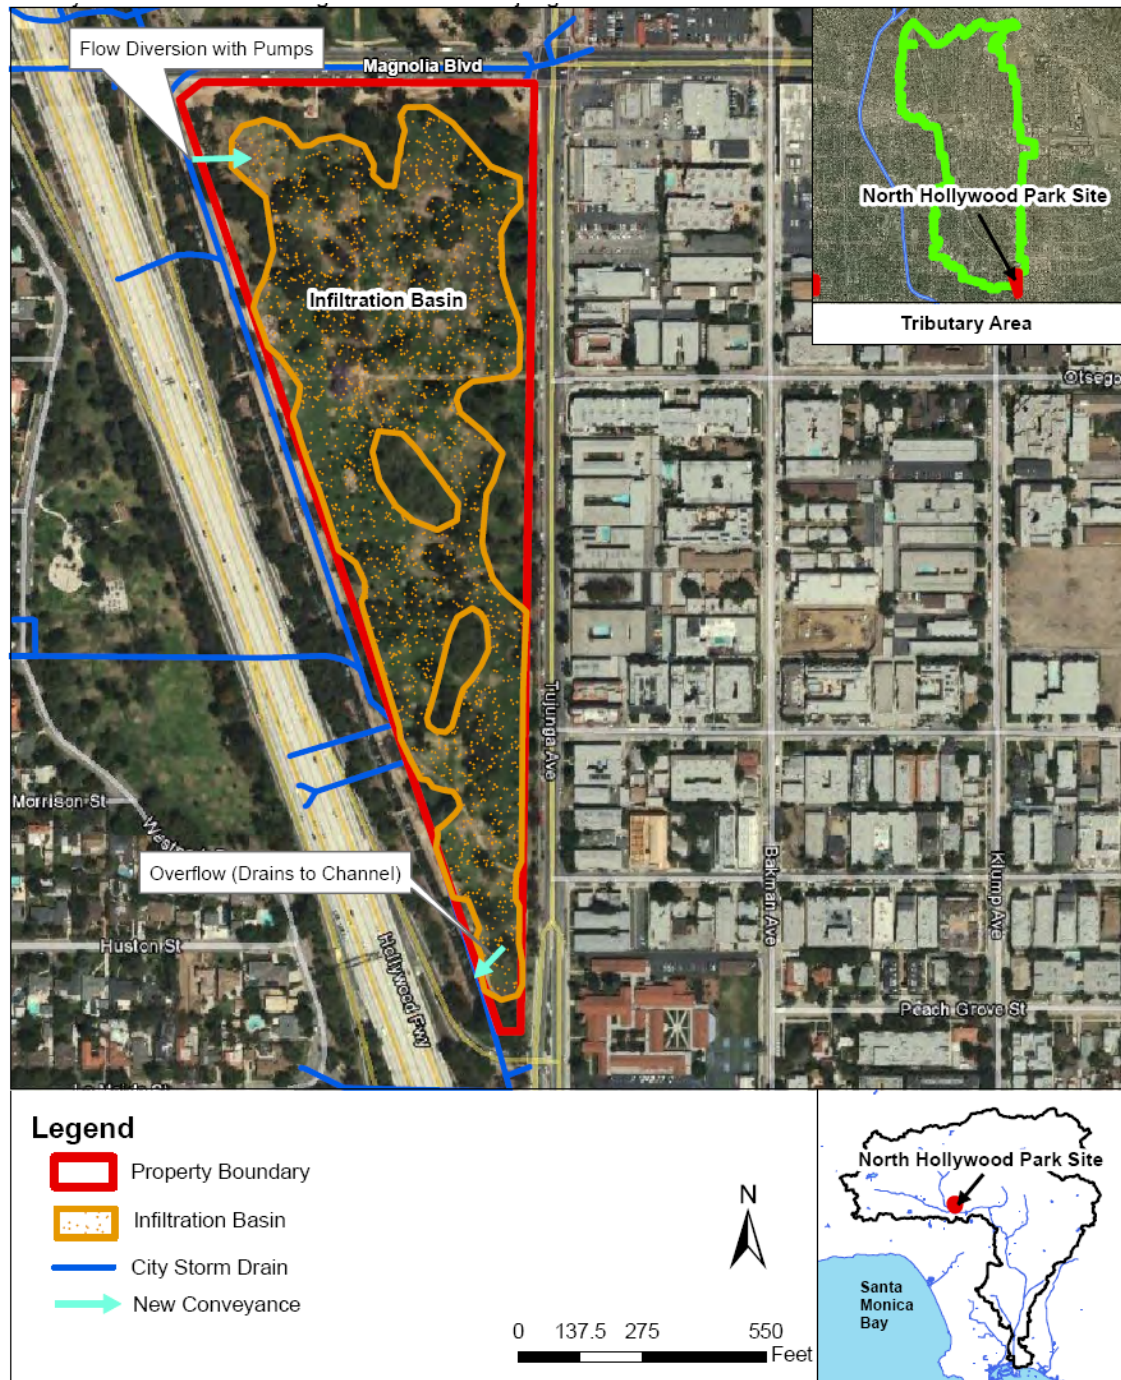 Flow Diversion with Pumps
Magnolia Blvd
North Hollywood Park Site
Tributary Area
Infiltration Basin
Otsego
Tujunga Ave
Morrison St
Overflow (Drains to Channel)
Bakman Ave
Klump Ave
Huston St
Hollywood Fwy
Peach Grove St
Legend
Property Boundary
Infiltration Basin
City Storm Drain
New Conveyance
N
0 137.5 275 550
Feet
North Hollywood Park Site
Santa
Monica
Bay